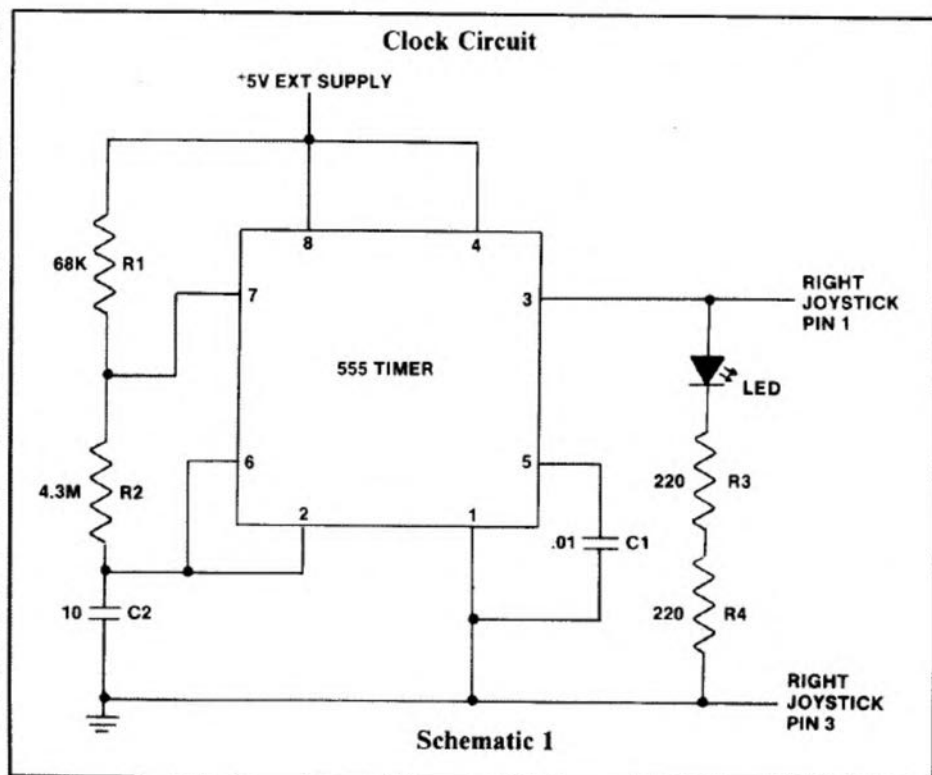 Clock Circuit
+5V EXT SUPPLY
8
4
68K
R1
7
3
RIGHT
JOYSTICK
PIN 1
555 TIMER
LED
4.3M
R2
6
5
220
R3
2
1
.01
C1
10
C2
220
R4
RIGHT
JOYSTICK
PIN 3
Schematic 1